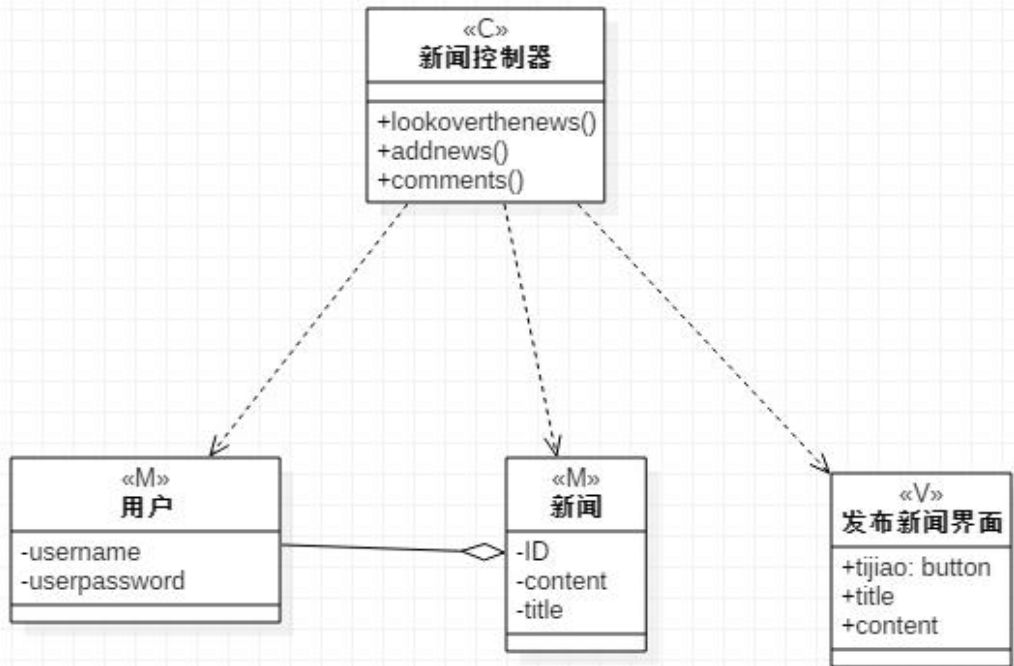 «C»
新闻控制器
+lookoverthenews()
+addnews()
+comments()
«M»
用户
-username
-userpassword
«M»
新闻
-ID
-content
-title
«V»
发布新闻界面
+tijiao: button
+title
+content